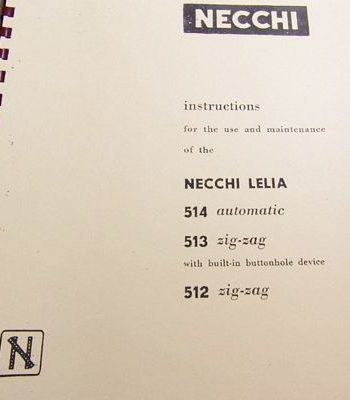 NECCHI
instructions
for the use and maintenance
of the
NECCHI LELIA
514 automatic
513 zig-zag
with built-in buttonhole device
512 zig-zag
N